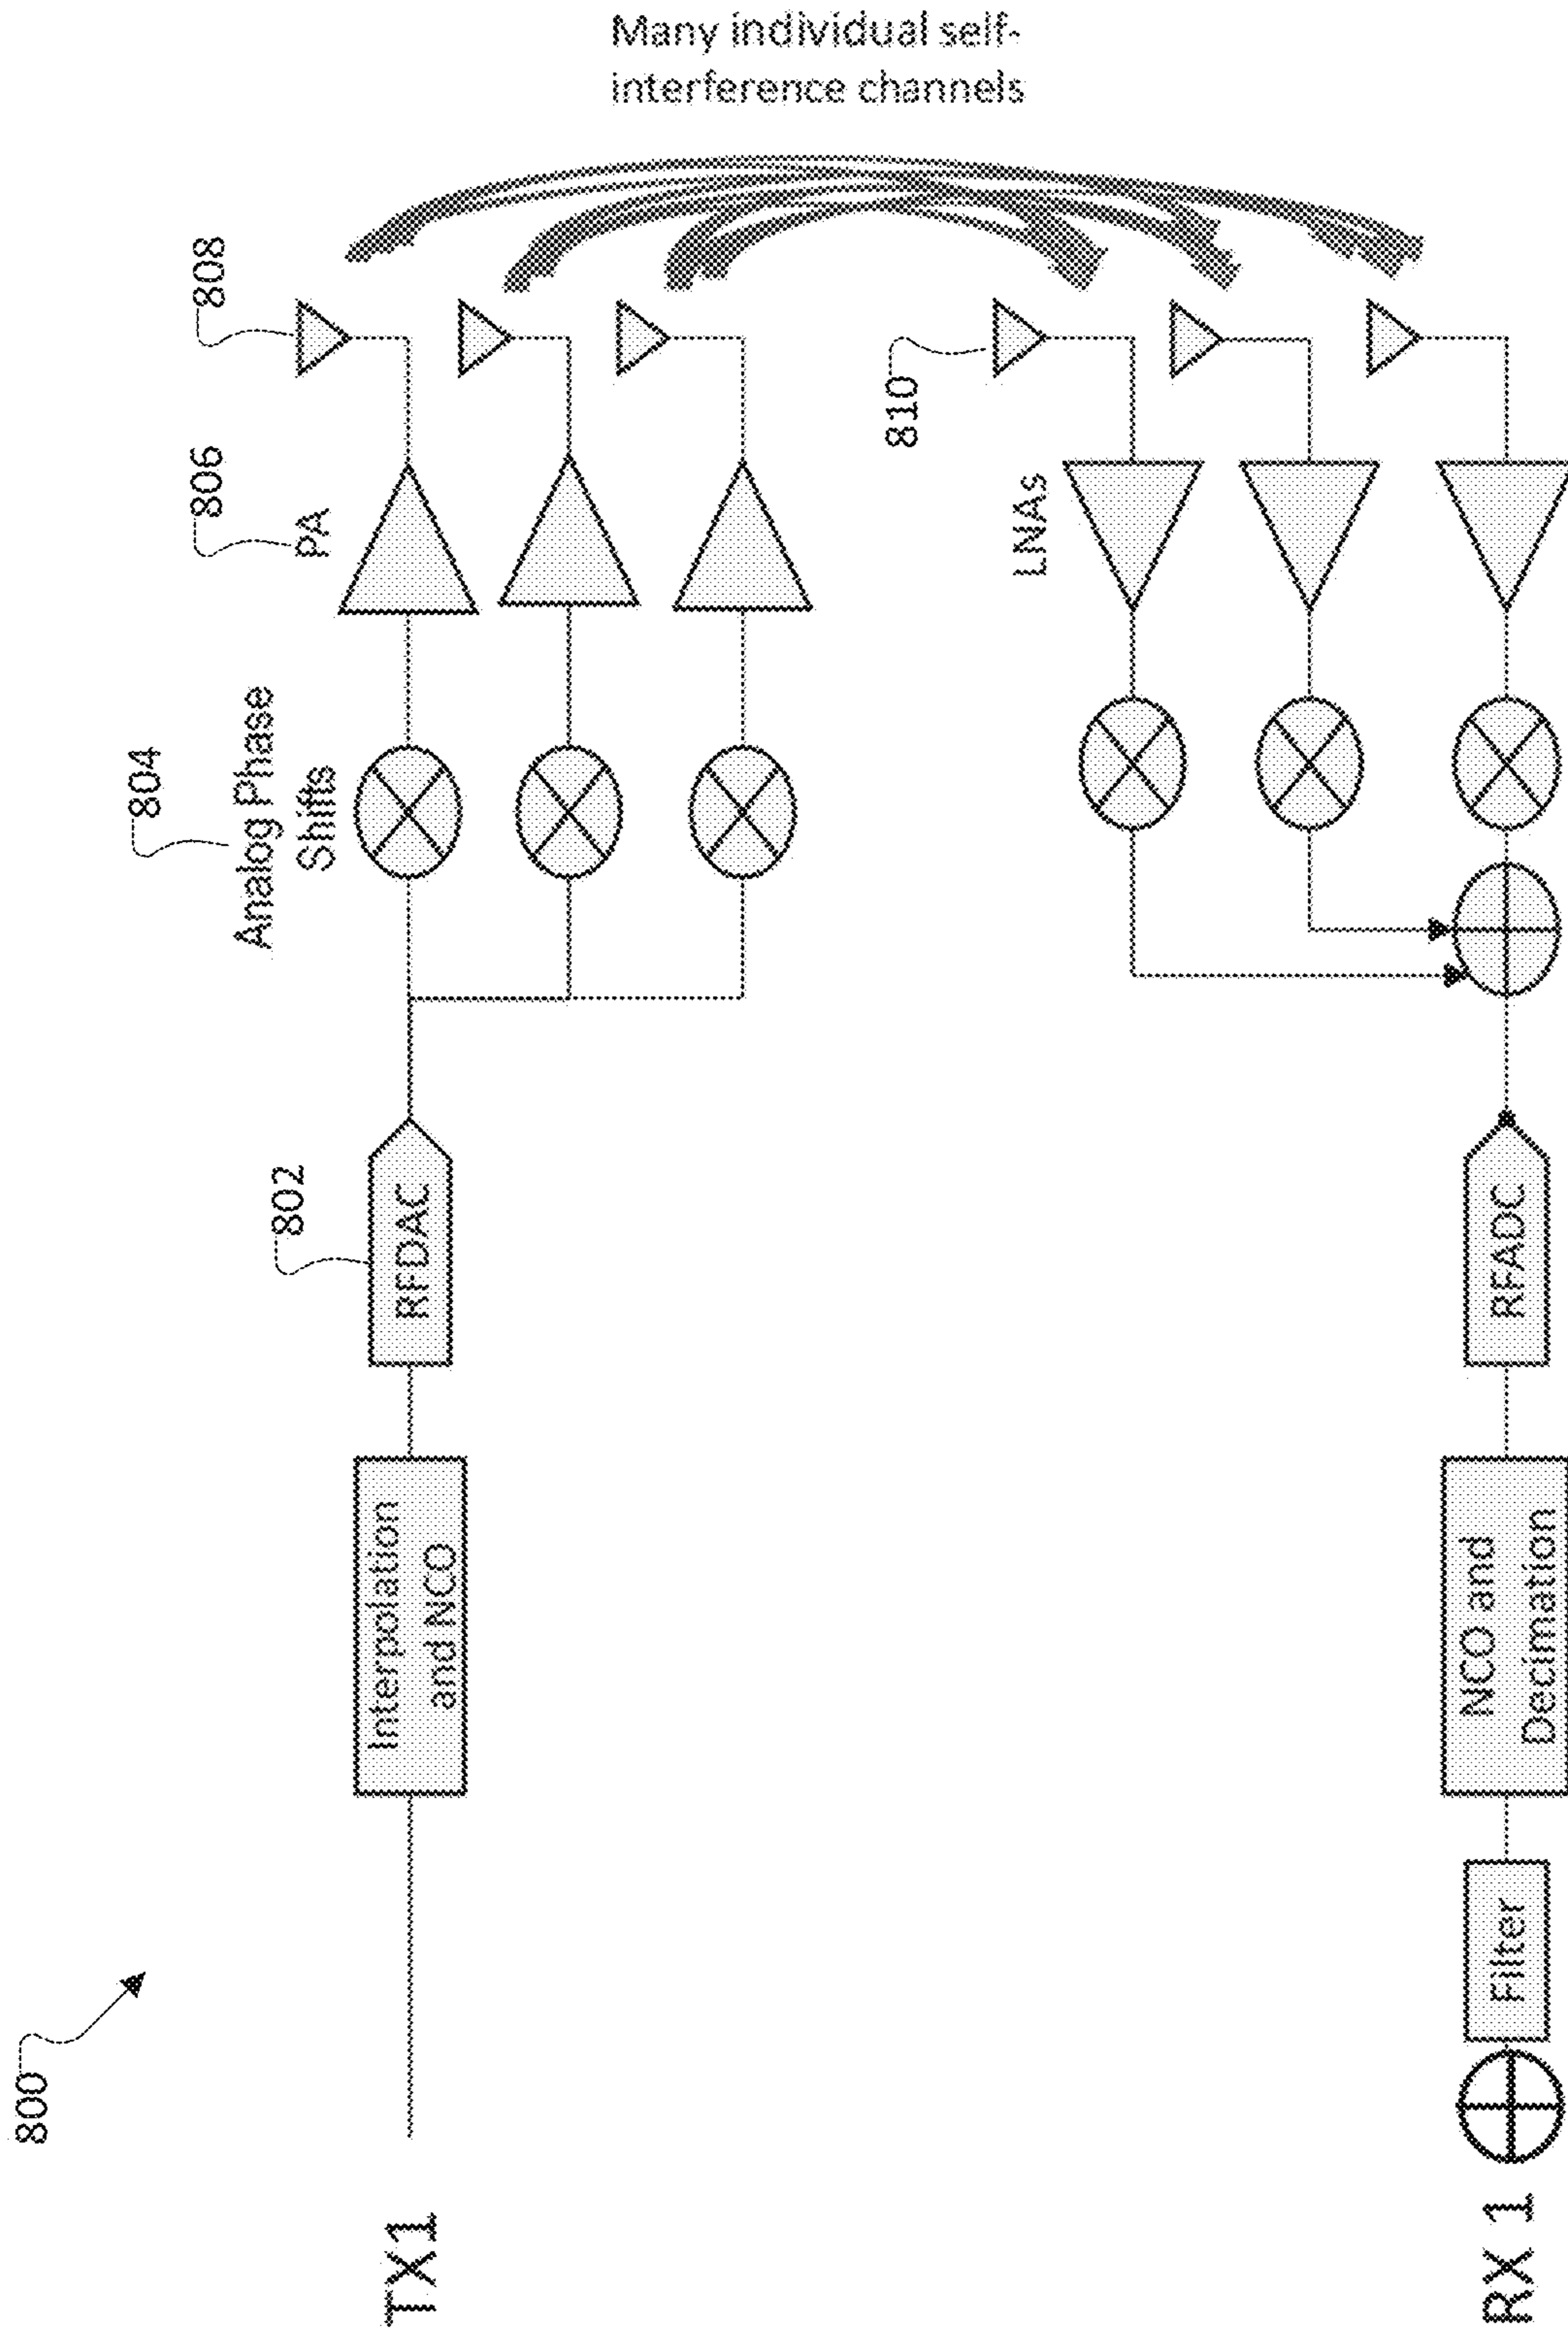 800
TX1
Interpolation
and NCO
802
RFDAC
804
Analog Phase
Shifts
806
PA
808
Many individual self-
interference channels
810
LNAs
RX 1
Filter
NCO and
Decimation
RFADC